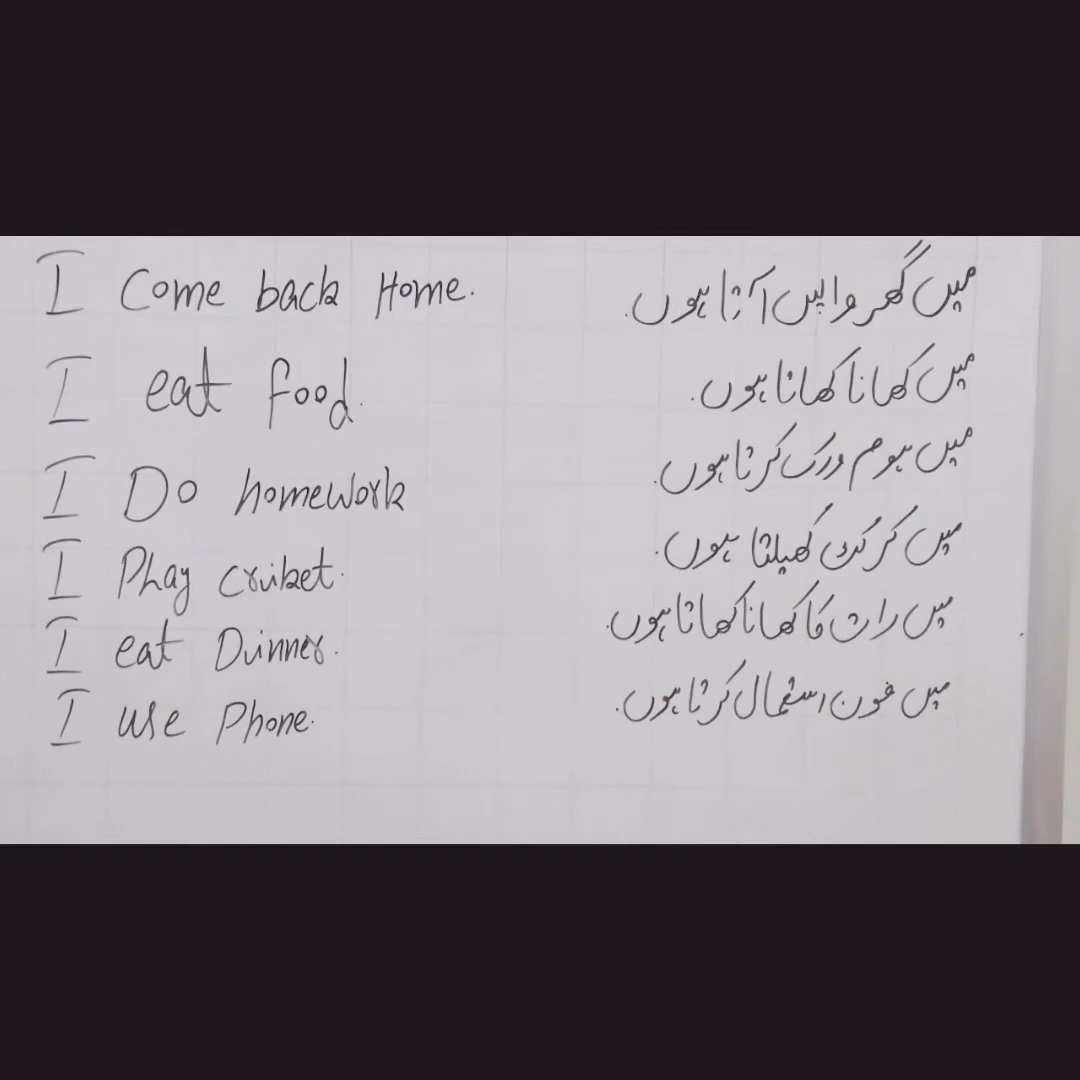 I Come back Home. میں گھر واپس آتا ہوں.
I eat food. میں کھانا کھاتا ہوں.
I Do homework میں ہوم ورک کرتا ہوں.
I Phay cricket. میں کرکٹ کھیلتا ہوں.
I eat Dinner. میں رات کا کھانا کھاتا ہوں.
I use Phone. میں فون استعمال کرتا ہوں.